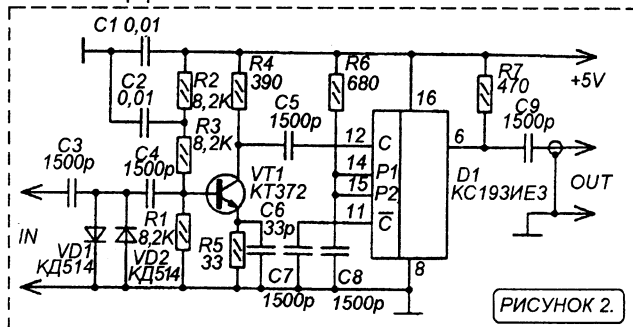 C1 0,01
C2
0,01
R2
8,2K
R3
8,2K
R4
390
R6
680
R7
470
+5V
C3
1500p
C4
1500p
C5
1500p
C9
1500p
16
12
14
15
11
6
8
C
P1
P2
C̅
D1
КС193ИЕ3
VT1
КТ372
C6
33p
IN
OUT
VD1
КД514
VD2
КД514
R1
8,2K
R5
33
C7
1500p
C8
1500p
РИСУНОК 2.